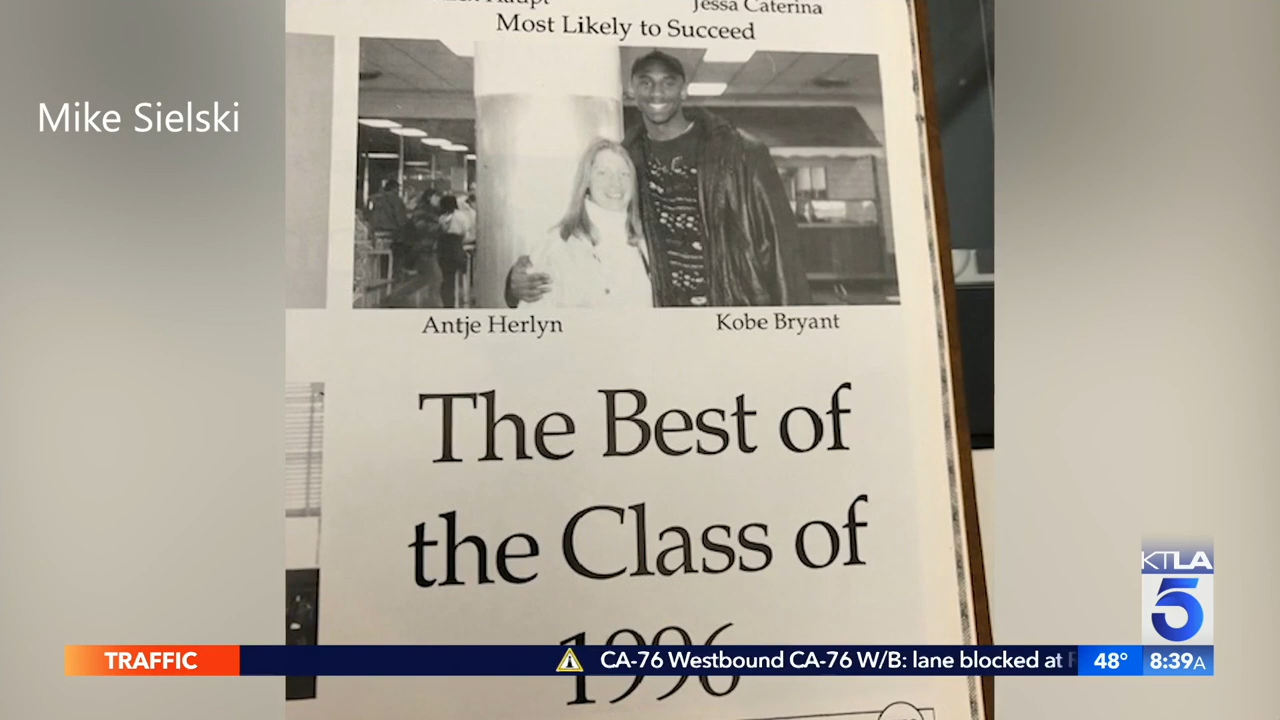 Jessa Caterina
Most Likely to Succeed
Mike Sielski
Antje Herlyn
Kobe Bryant
The Best of
the Class of
1996
KTLA
5
TRAFFIC
CA-76 Westbound CA-76 W/B: lane blocked at
48°
8:39A